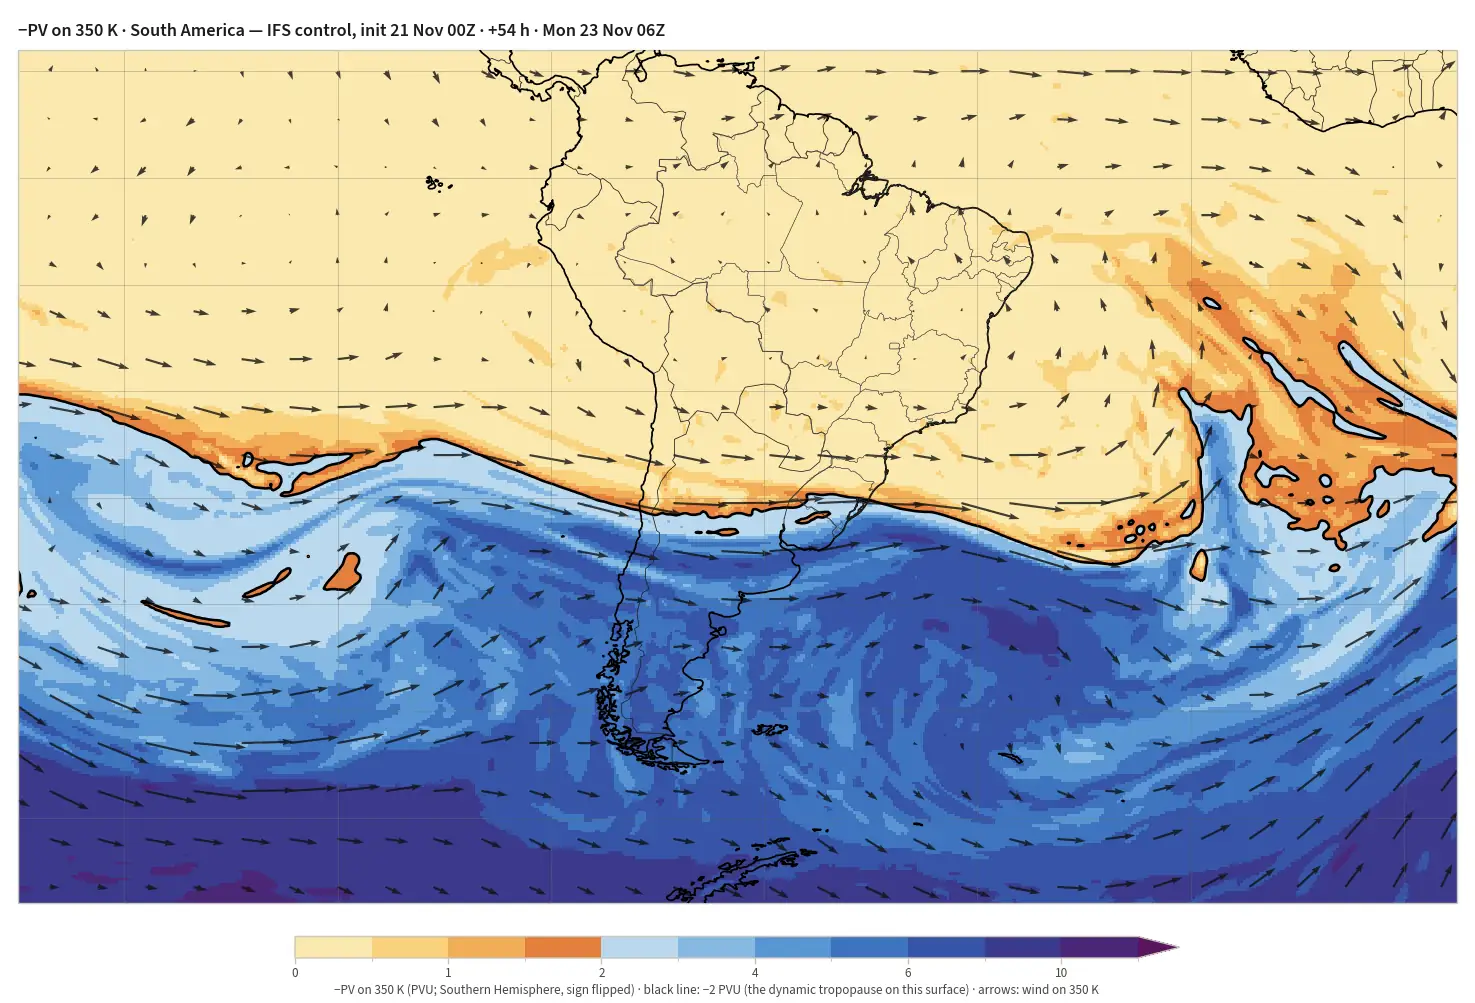 −PV on 350 K · South America — IFS control, init 21 Nov 00Z · +54 h · Mon 23 Nov 06Z
0 1 2 4 6 10
−PV on 350 K (PVU; Southern Hemisphere, sign flipped) · black line: −2 PVU (the dynamic tropopause on this surface) · arrows: wind on 350 K